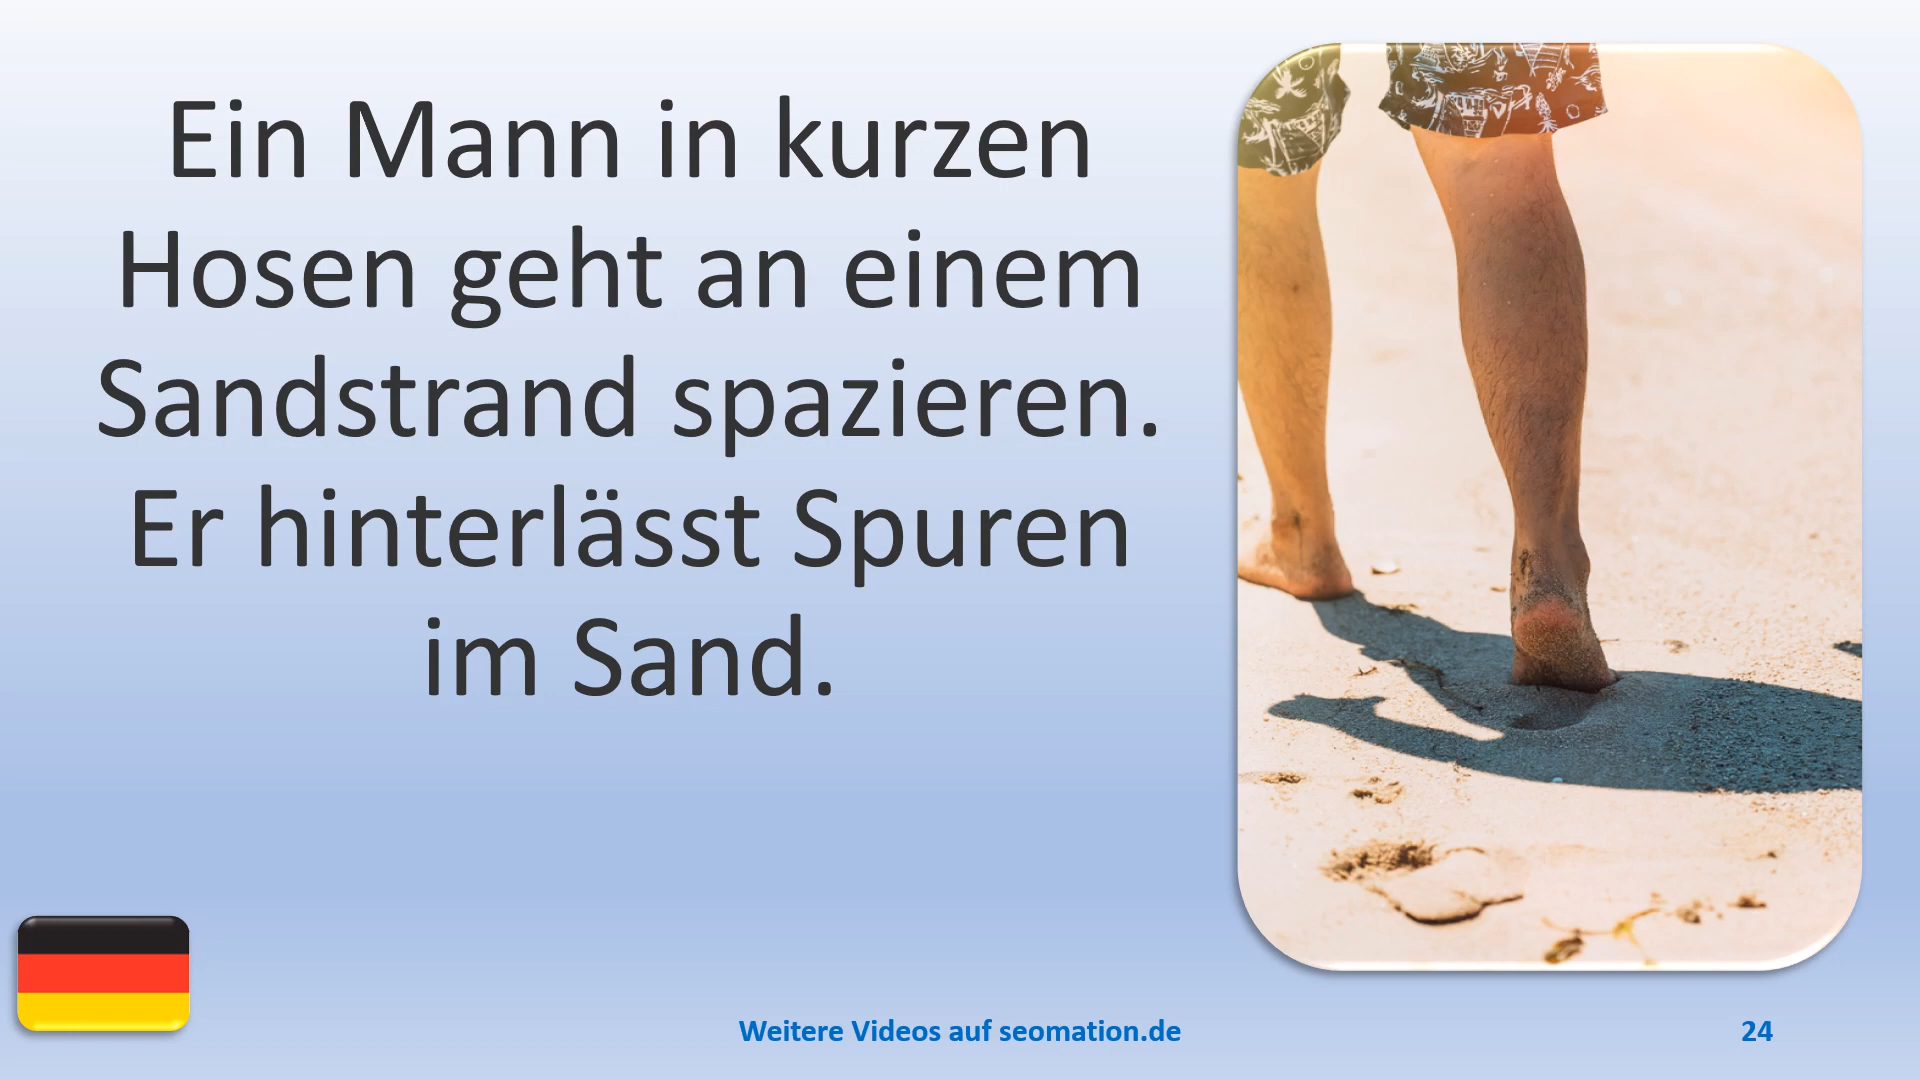 Ein Mann in kurzen
Hosen geht an einem
Sandstrand spazieren.
Er hinterlässt Spuren
im Sand.
Weitere Videos auf seomation.de
24